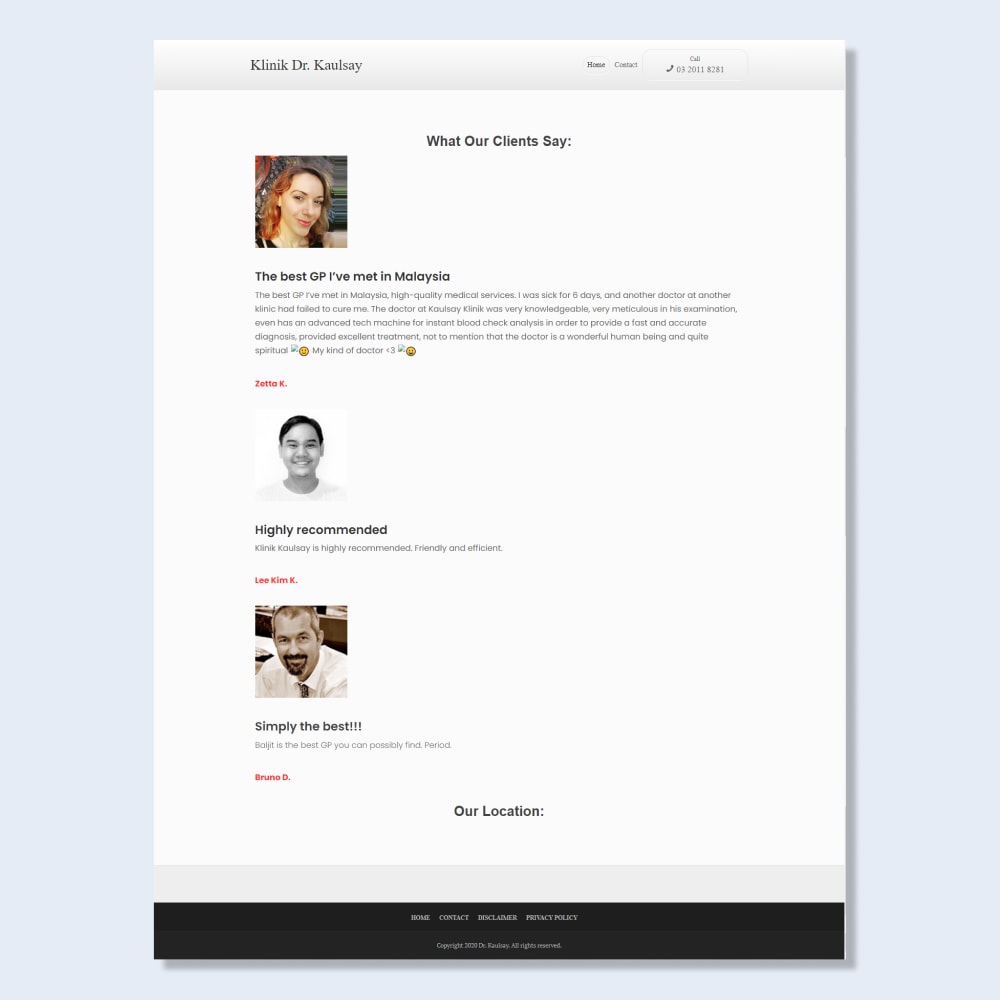 Klinik Dr. Kaulsay
Home Contact
Call
03 2011 8281
What Our Clients Say:
The best GP I've met in Malaysia
The best GP I've met in Malaysia, high-quality medical services. I was sick for 6 days, and another doctor at another
klinic had failed to cure me. The doctor at Kaulsay Klinik was very knowledgeable, very meticulous in his examination,
even has an advanced tech machine for instant blood check analysis in order to provide a fast and accurate
diagnosis, provided excellent treatment, not to mention that the doctor is a wonderful human being and quite
spiritual 🙂 My kind of doctor <3 😀
Zetta K.
Highly recommended
Klinik Kaulsay is highly recommended. Friendly and efficient.
Lee Kim K.
Simply the best!!!
Baljit is the best GP you can possibly find. Period.
Bruno D.
Our Location:
HOME CONTACT DISCLAIMER PRIVACY POLICY
Copyright 2020 Dr. Kaulsay. All rights reserved.